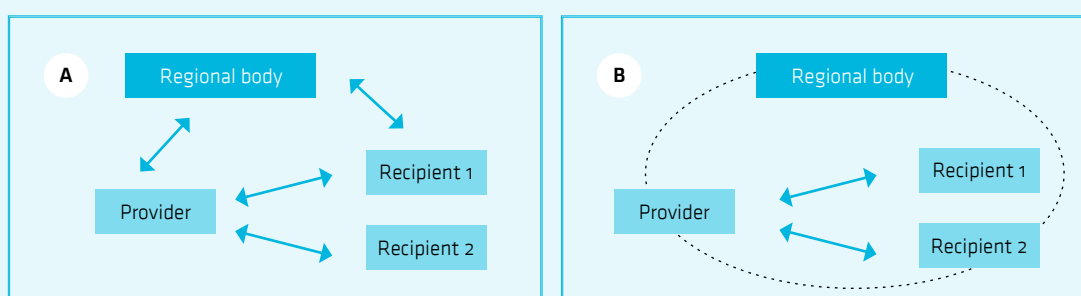 A
Regional body
Provider
Recipient 1
Recipient 2
B
Regional body
Provider
Recipient 1
Recipient 2